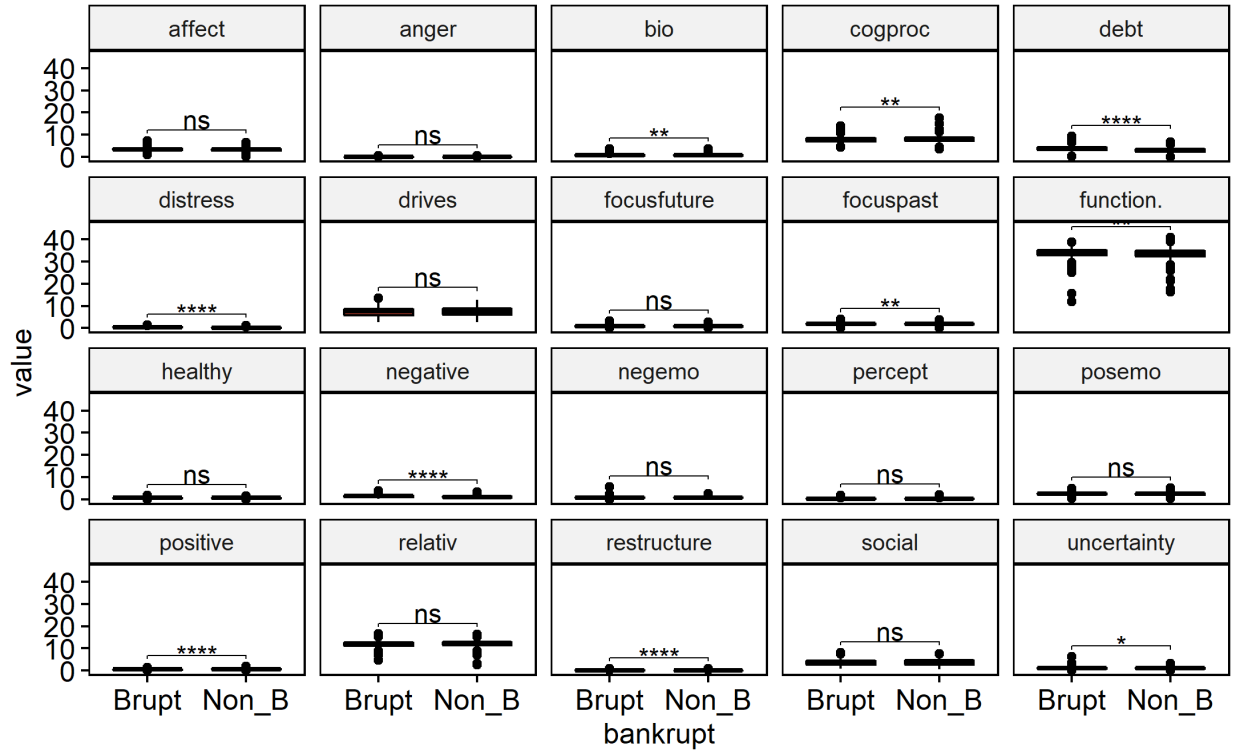 affect anger bio cogproc debt
40
30
20
10
0
ns ns ** ** ****
distress drives focusfuture focuspast function.
40
30
20
10
0
**** ns ns **
healthy negative negemo percept posemo
40
30
20
10
0
ns **** ns ns ns
positive relativ restructure social uncertainty
40
30
20
10
0
**** ns **** ns *
Brupt Non_B Brupt Non_B Brupt Non_B Brupt Non_B Brupt Non_B
bankrupt
value